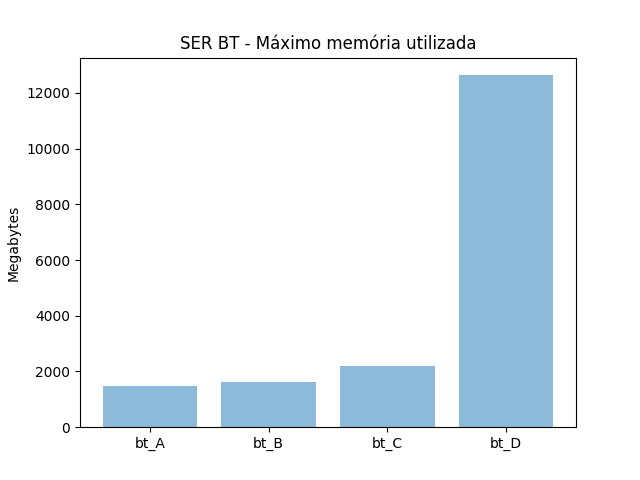 SER BT - Máximo memória utilizada
Megabytes
12000
10000
8000
6000
4000
2000
0
bt_A bt_B bt_C bt_D